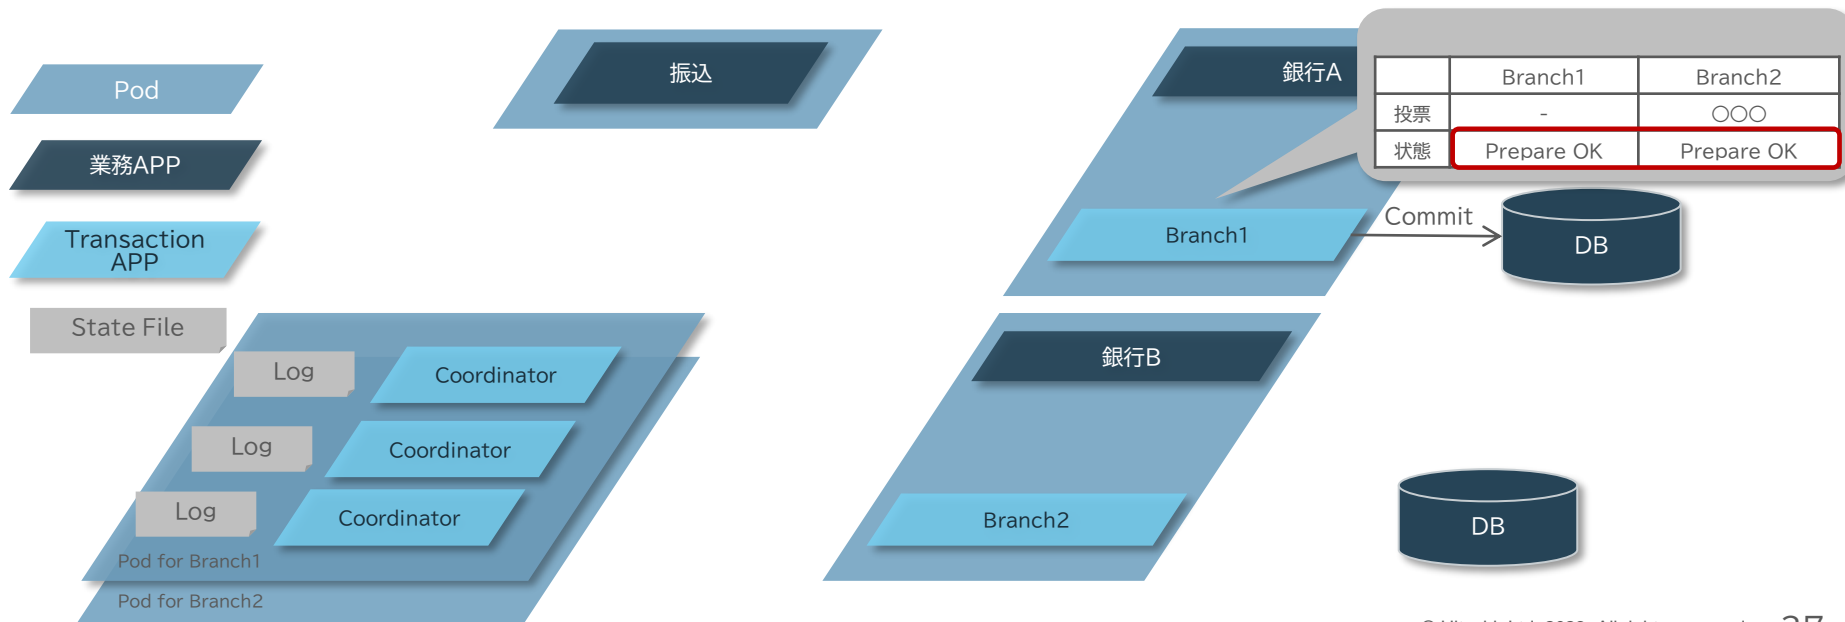 Pod
業務APP
Transaction
APP
State File
振込
銀行A
Branch1 Branch2
投票 - ○○○
状態 Prepare OK Prepare OK
Branch1
Commit
DB
銀行B
Branch2
DB
Log
Coordinator
Log
Coordinator
Log
Coordinator
Pod for Branch1
Pod for Branch2